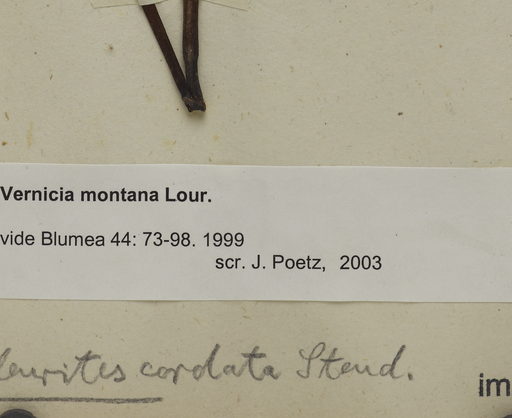 Vernicia montana Lour.
vide Blumea 44: 73-98. 1999
scr. J. Poetz, 2003
leurites cordata Steud.
im